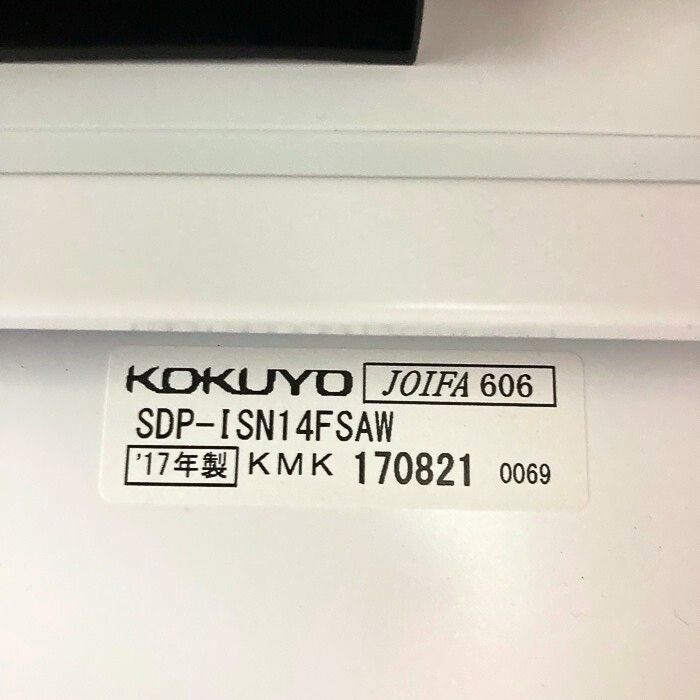 KOKUYO JOIFA 606
SDP-ISN14FSAW
'17年製 KMK 170821 0069